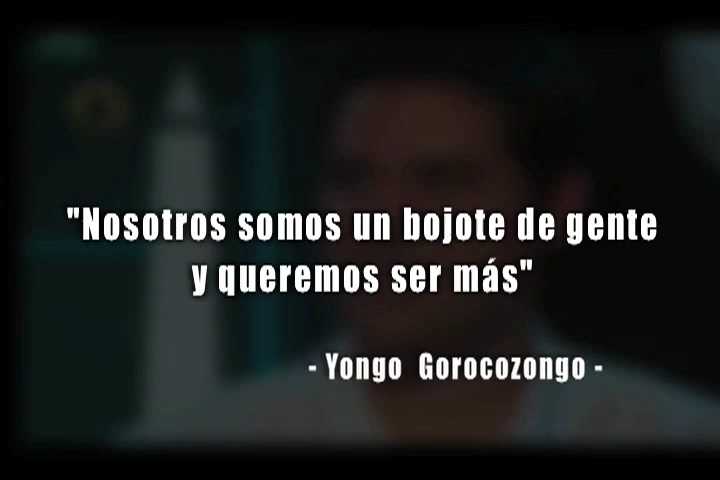 "Nosotros somos un bojote de gente
y queremos ser más"
- Yongo Gorocozongo -